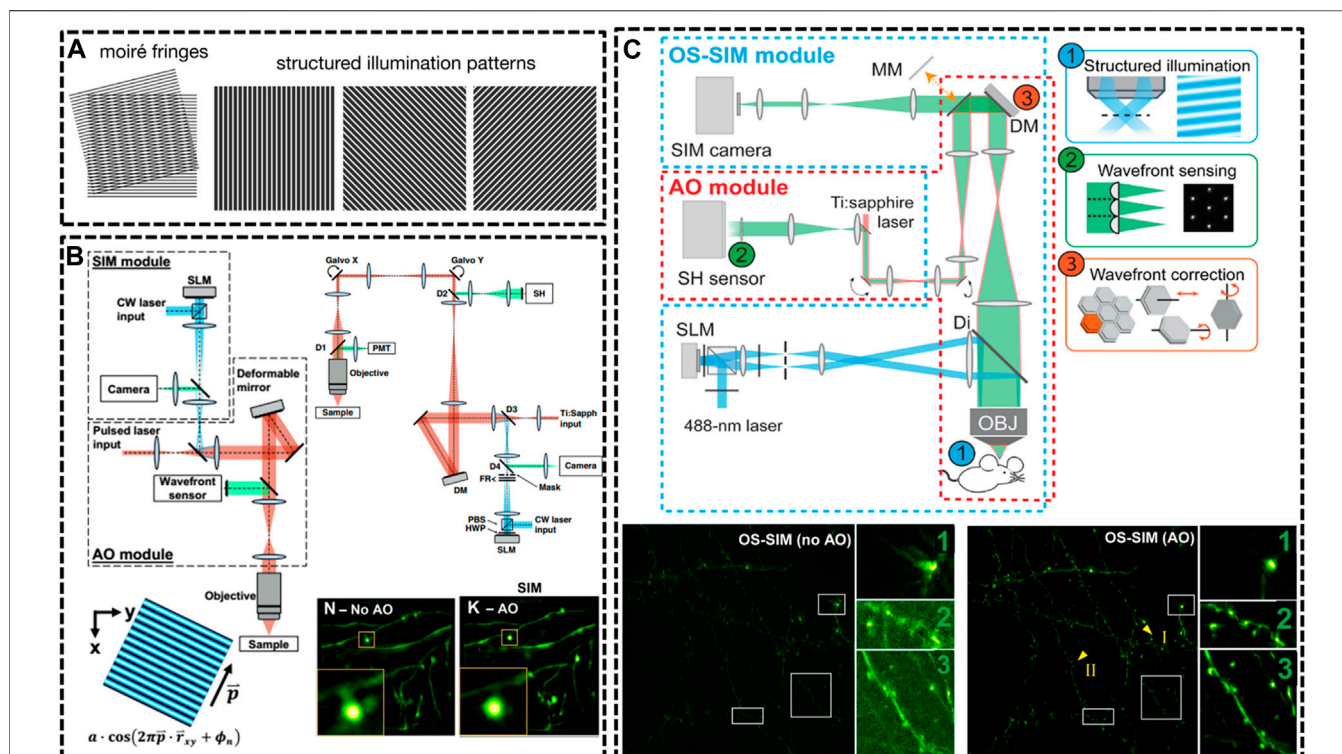 A
moiré fringes
structured illumination patterns
B
SIM module
SLM
CW laser
input
Camera
Deformable
mirror
Pulsed laser
input
Wavefront
sensor
AO module
Objective
Sample
y
x
p⃗
a · cos(2πp⃗ · r⃗xy + ϕn)
Galvo X
Galvo Y
D2
SH
D1
PMT
Objective
Sample
D3
Ti:Sapph
input
D4
Camera
DM
FR<
Mask
PBS
HWP
CW laser
input
SLM
SIM
N – No AO
K – AO
C
OS-SIM module
MM
3
DM
SIM camera
AO module
Ti:sapphire
laser
2
SH sensor
SLM
Di
488-nm laser
OBJ
1
1
Structured illumination
2
Wavefront sensing
3
Wavefront correction
OS-SIM (no AO)
1
2
3
OS-SIM (AO)
I
II
1
2
3